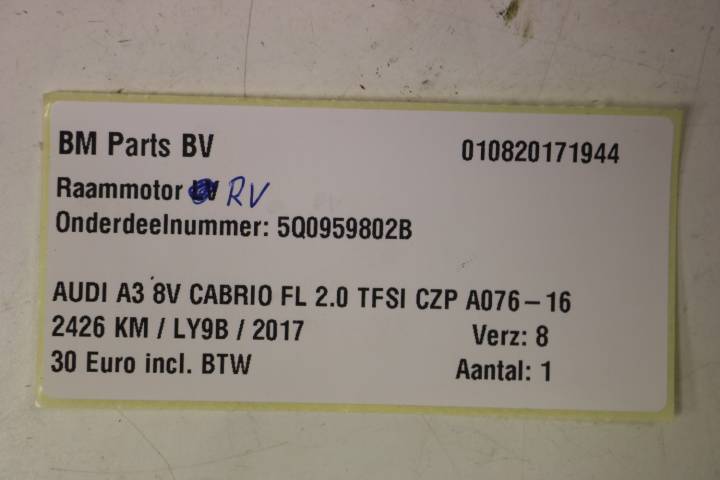 BM Parts BV 010820171944
Raammotor RV
Onderdeelnummer: 5Q0959802B
AUDI A3 8V CABRIO FL 2.0 TFSI CZP A076-16
2426 KM / LY9B / 2017 Verz: 8
30 Euro incl. BTW Aantal: 1